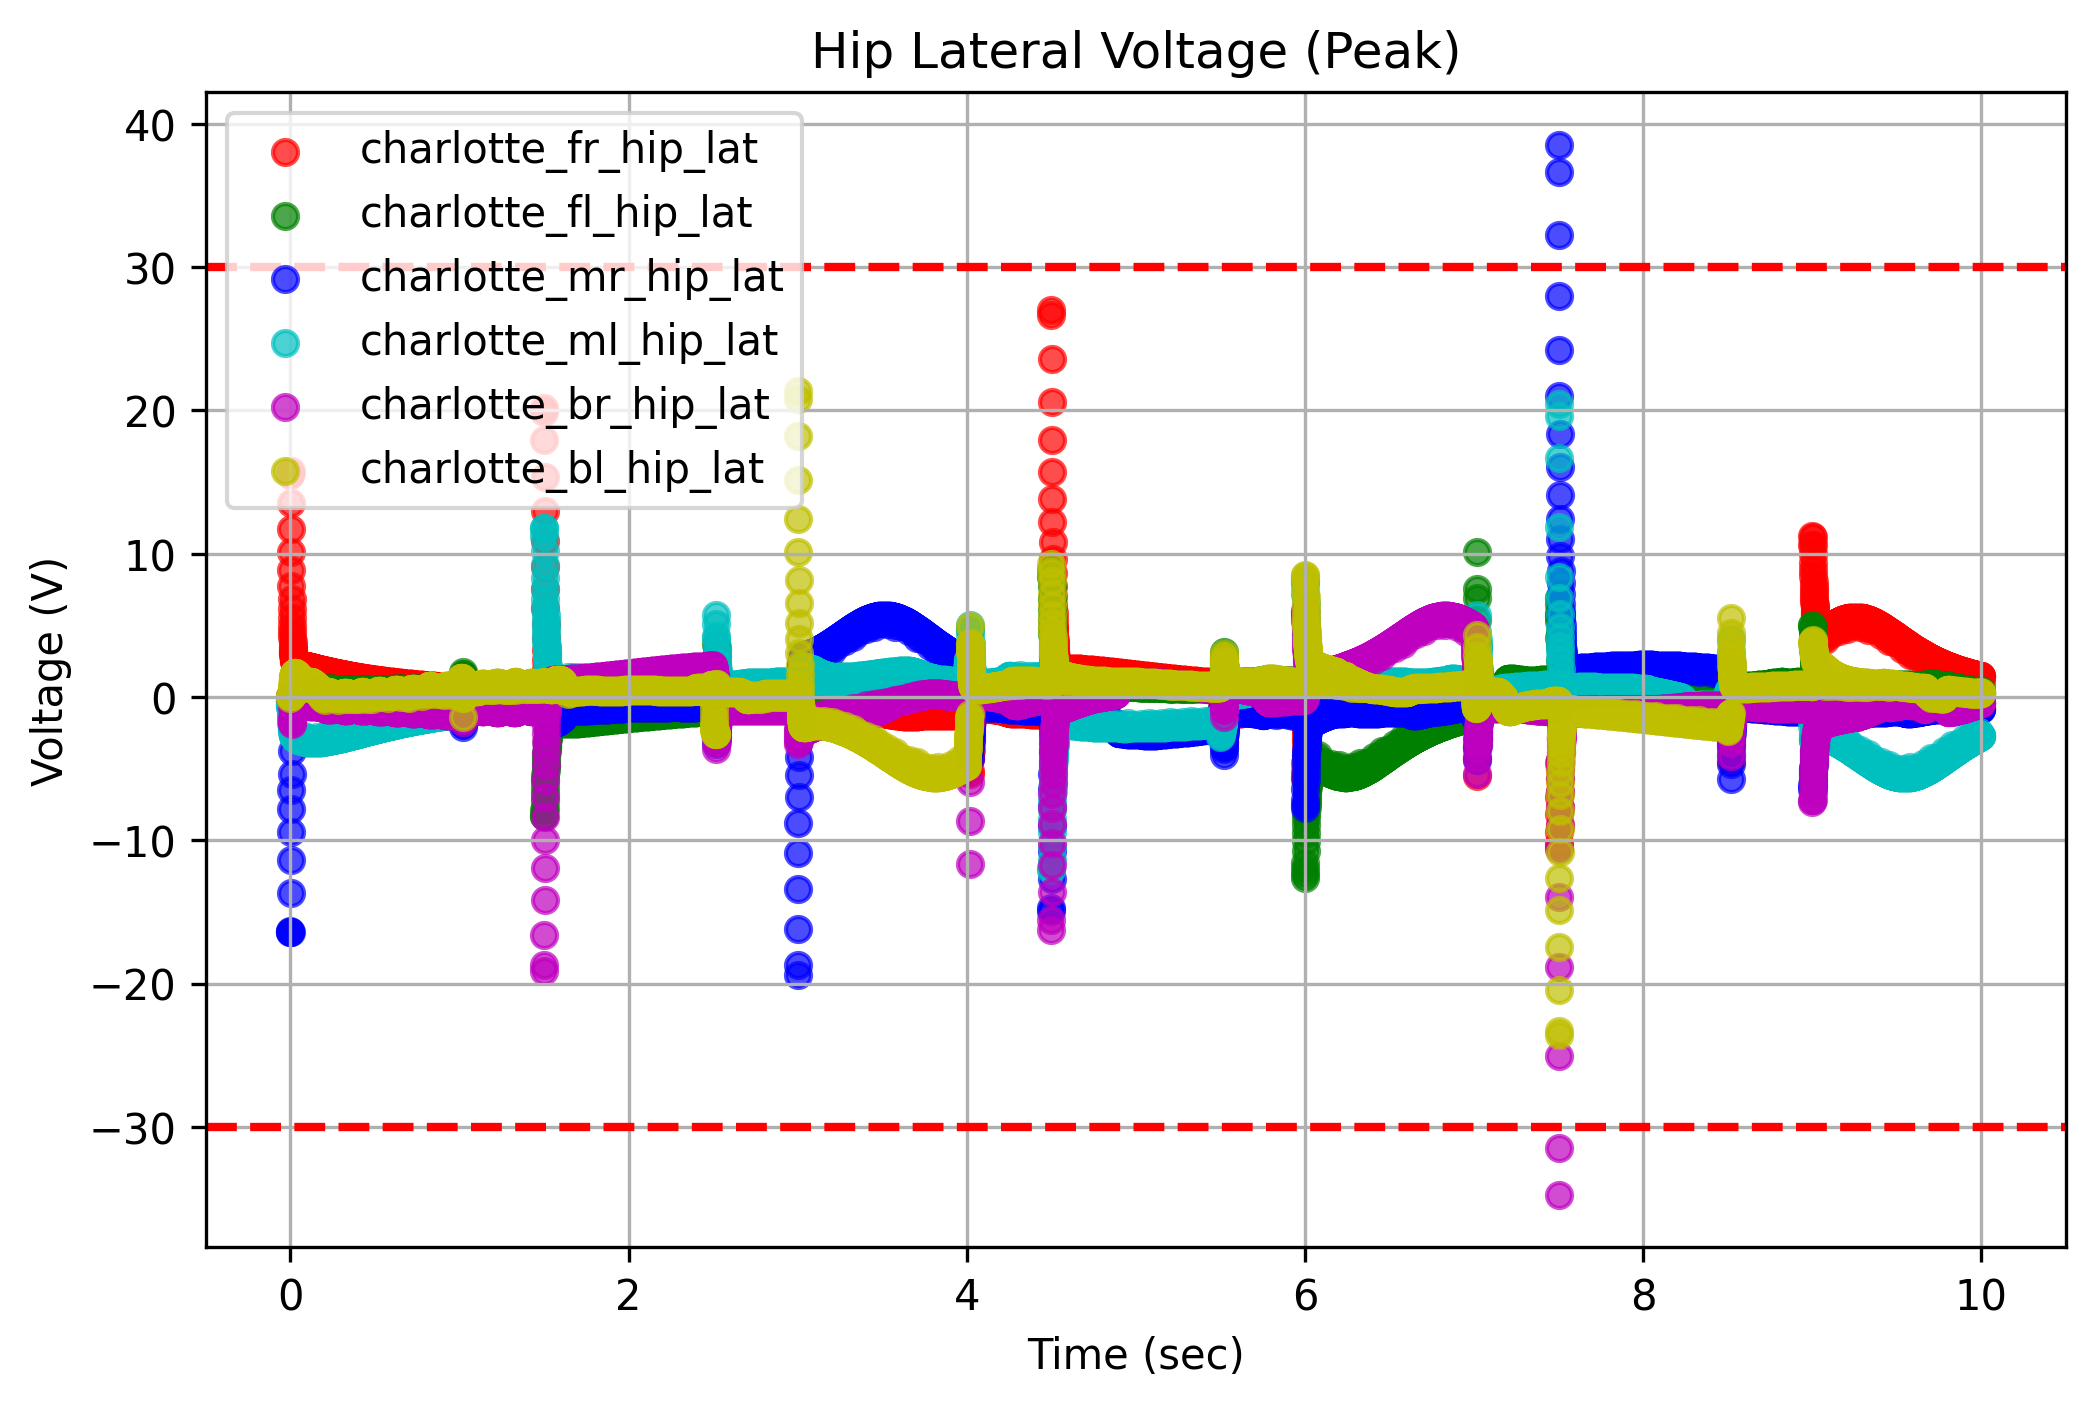 Hip Lateral Voltage (Peak)
40
30
20
10
0
−10
−20
−30
Voltage (V)
charlotte_fr_hip_lat
charlotte_fl_hip_lat
charlotte_mr_hip_lat
charlotte_ml_hip_lat
charlotte_br_hip_lat
charlotte_bl_hip_lat
0 2 4 6 8 10
Time (sec)